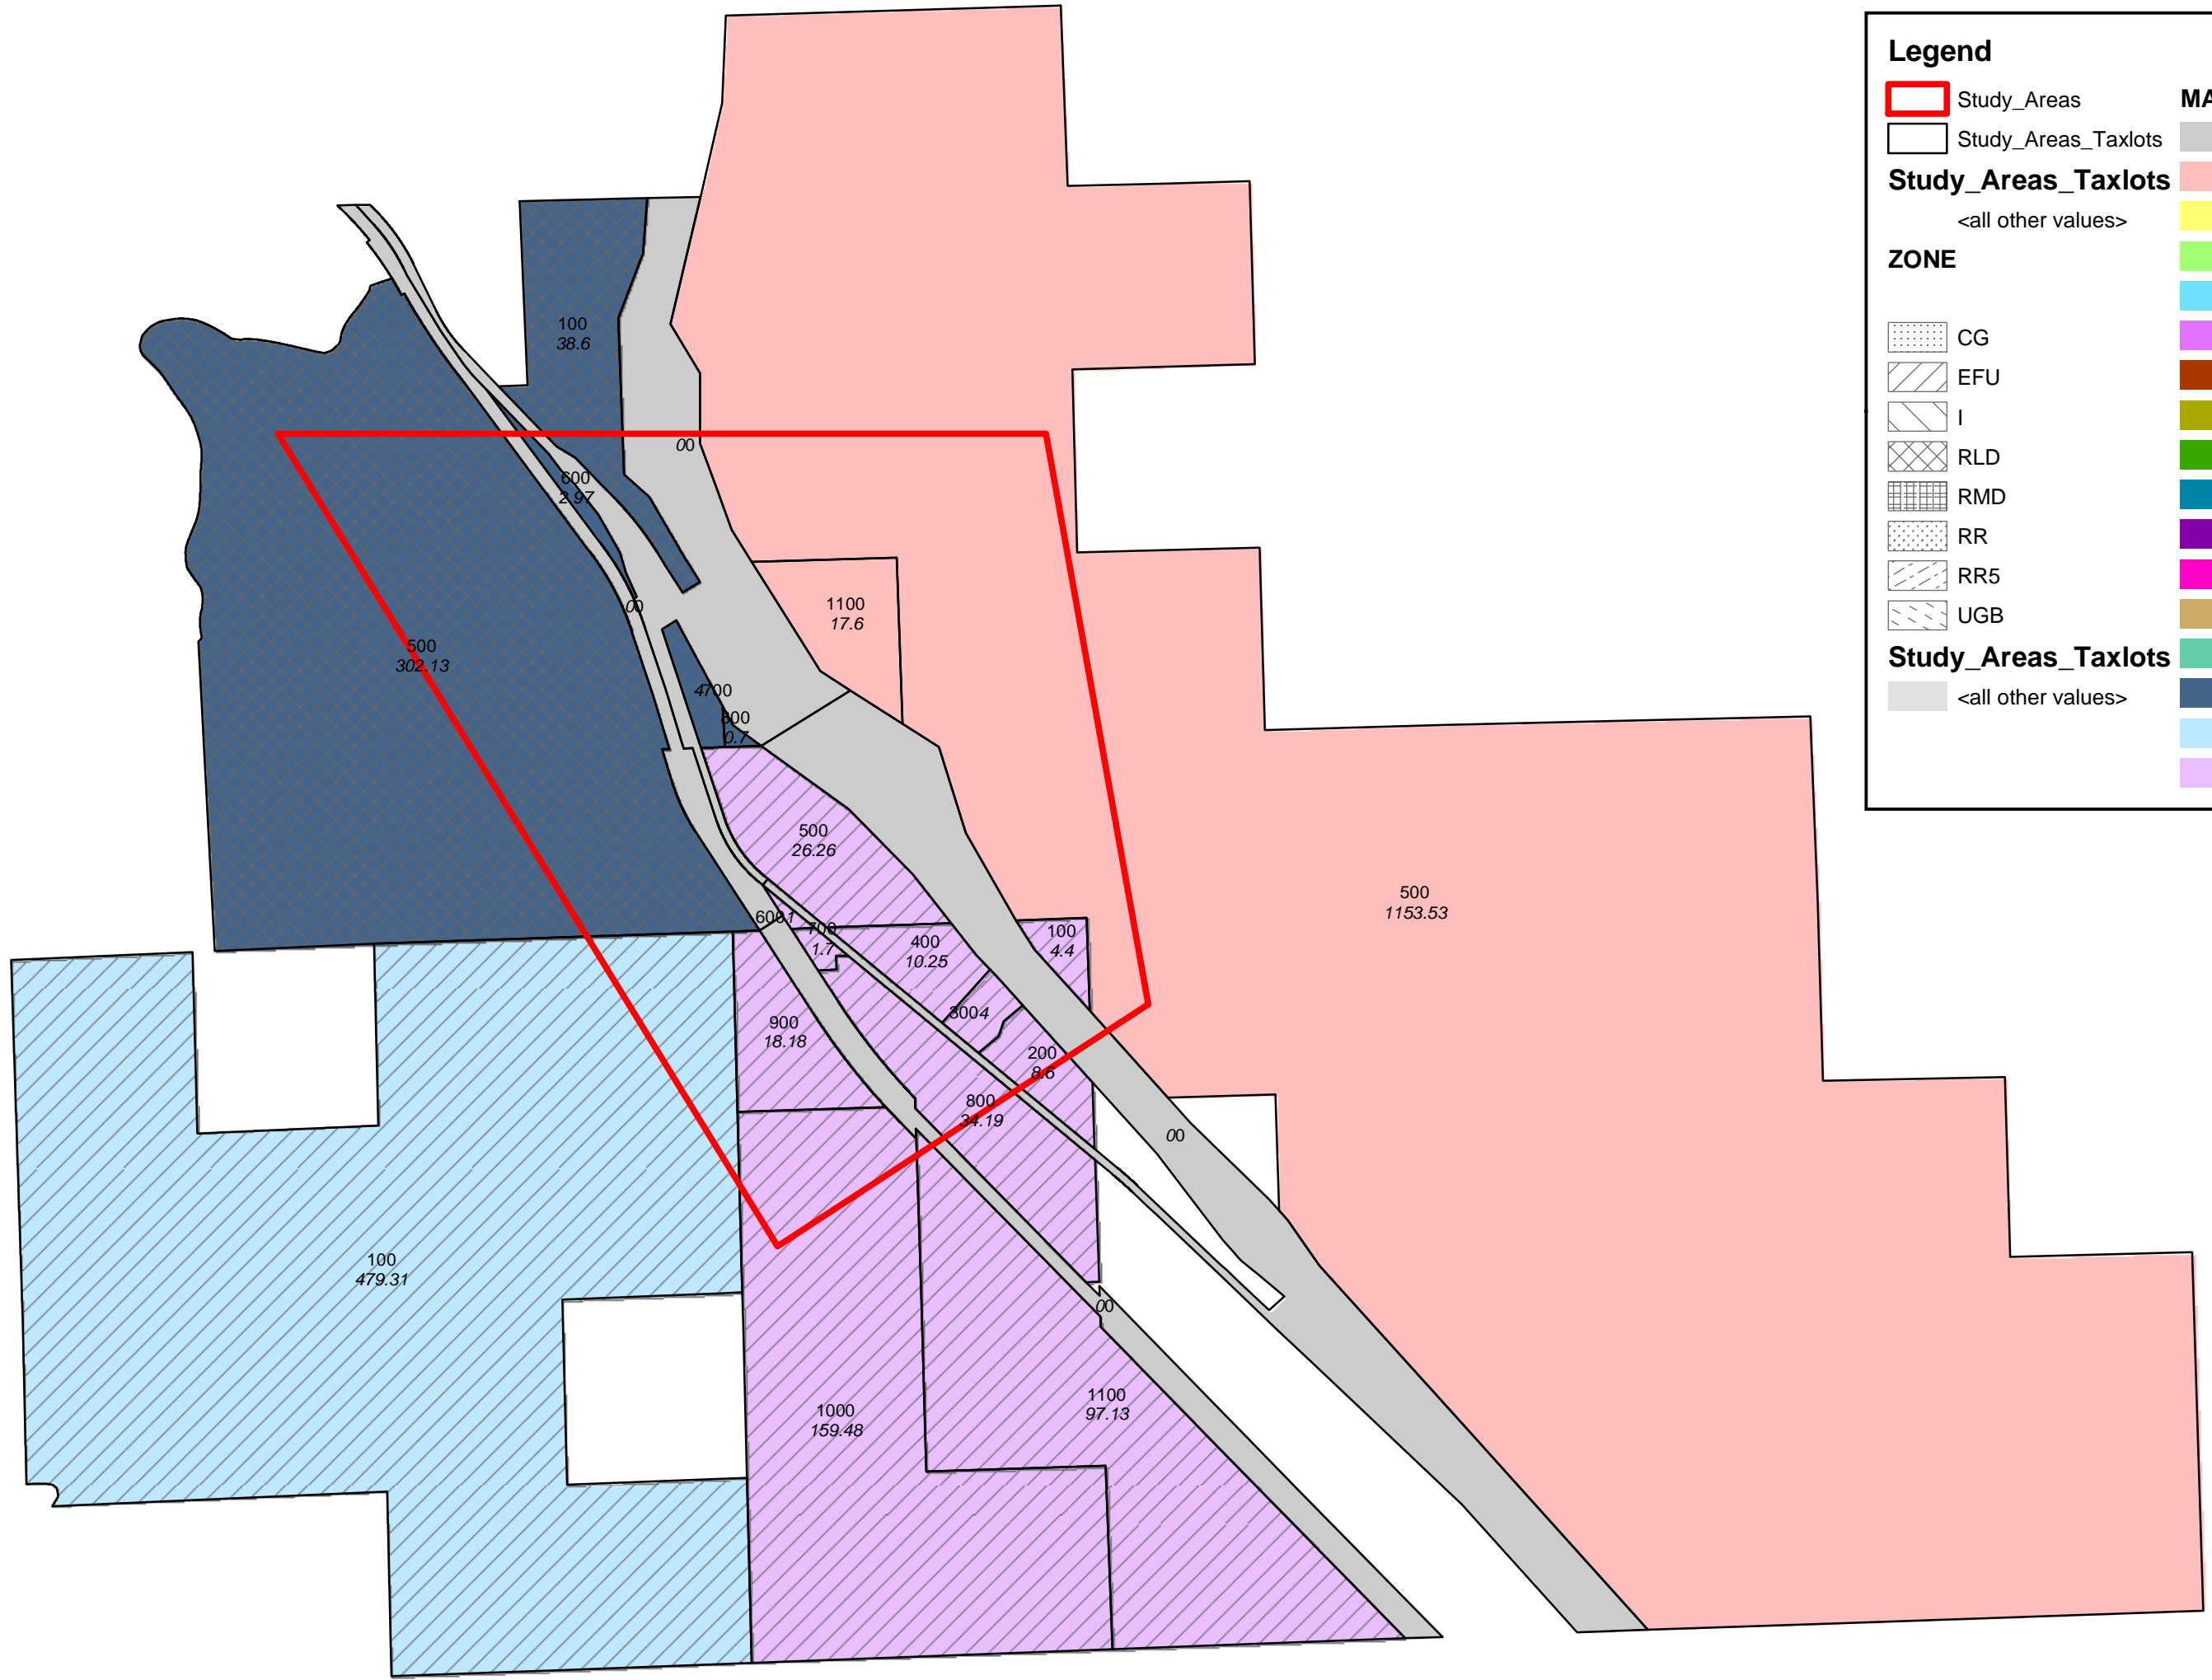 Legend
Study_Areas
MA
Study_Areas_Taxlots
Study_Areas_Taxlots
<all other values>
ZONE
CG
EFU
I
RLD
RMD
RR
RR5
UGB
Study_Areas_Taxlots
<all other values>
100
38.6
00
600
2.97
00
1100
17.6
500
302.13
4700
800
0.7
500
26.26
500
1153.53
6001
700
1.7
400
10.25
100
4.4
3004
900
18.18
200
8.6
800
34.19
00
100
479.31
00
1100
97.13
1000
159.48